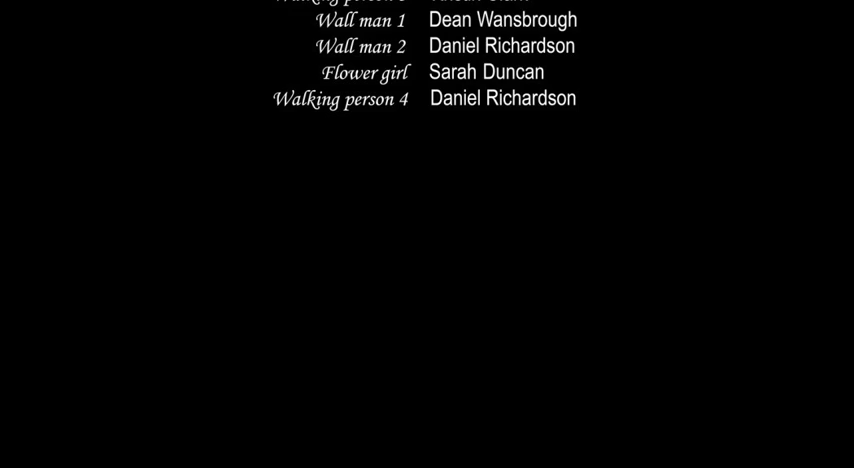 Wall man 1 Dean Wansbrough
Wall man 2 Daniel Richardson
Flower girl Sarah Duncan
Walking person 4 Daniel Richardson